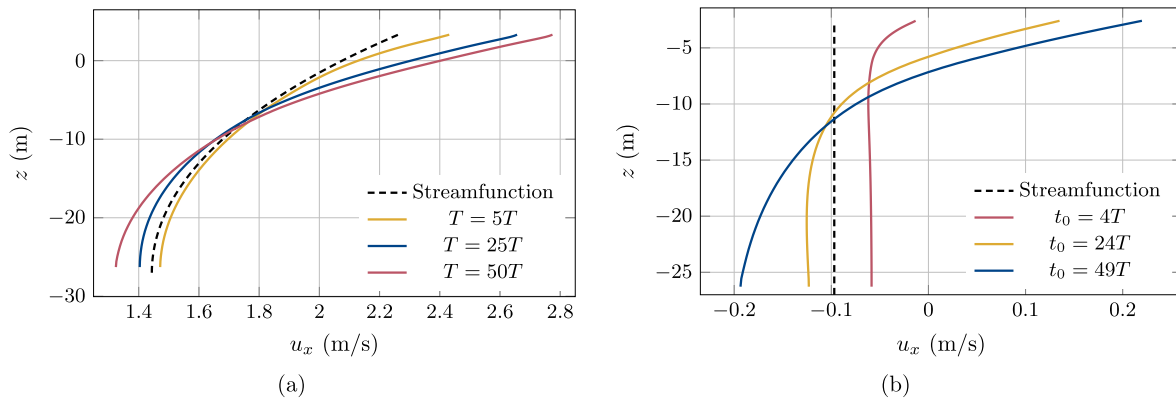 0
−10
−20
−30
z (m)
1.4 1.6 1.8 2 2.2 2.4 2.6 2.8
u_x (m/s)
Streamfunction
T = 5T
T = 25T
T = 50T
(a)
−5
−10
−15
−20
−25
z (m)
−0.2 −0.1 0 0.1 0.2
u_x (m/s)
Streamfunction
t_0 = 4T
t_0 = 24T
t_0 = 49T
(b)